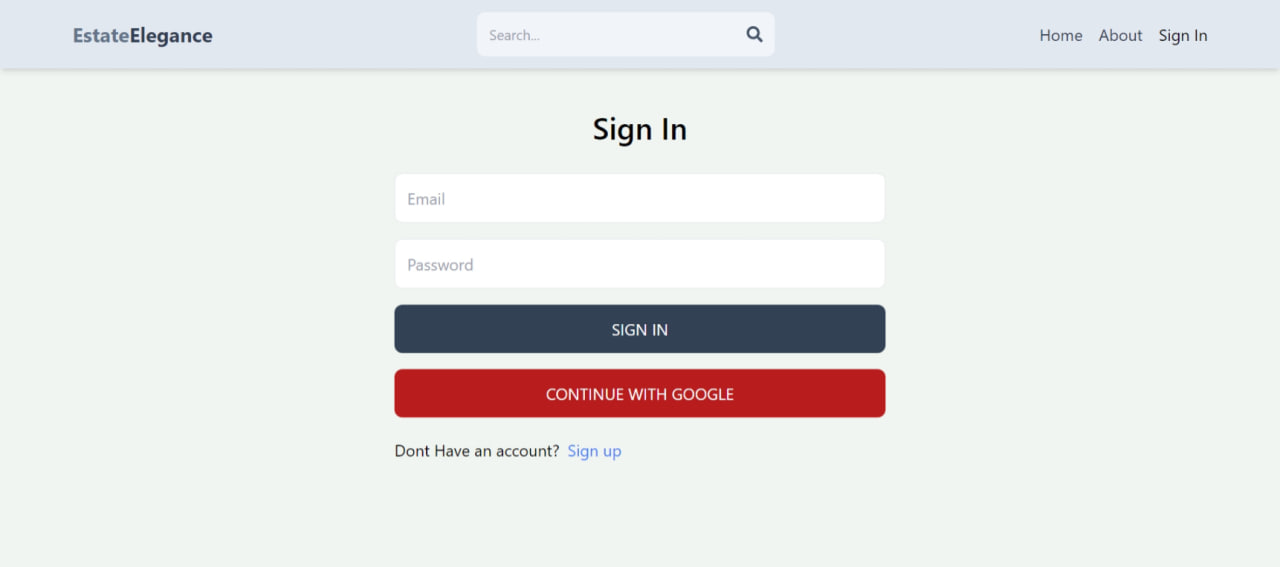 EstateElegance
Search...
Home About Sign In
Sign In
Email
Password
SIGN IN
CONTINUE WITH GOOGLE
Dont Have an account? Sign up